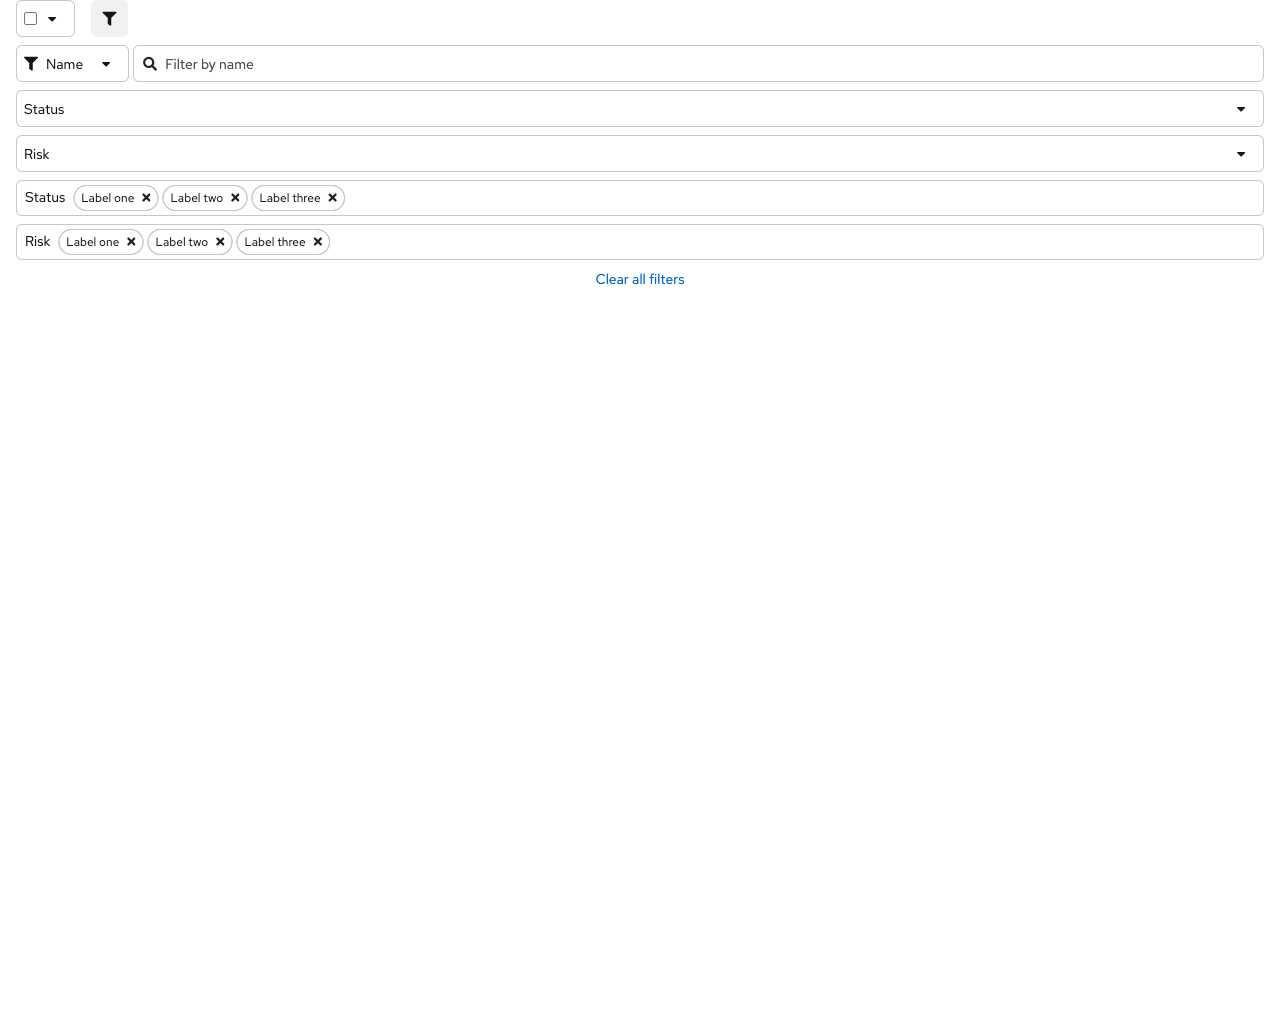 Name Filter by name
Status
Risk
Status Label one Label two Label three
Risk Label one Label two Label three
Clear all filters